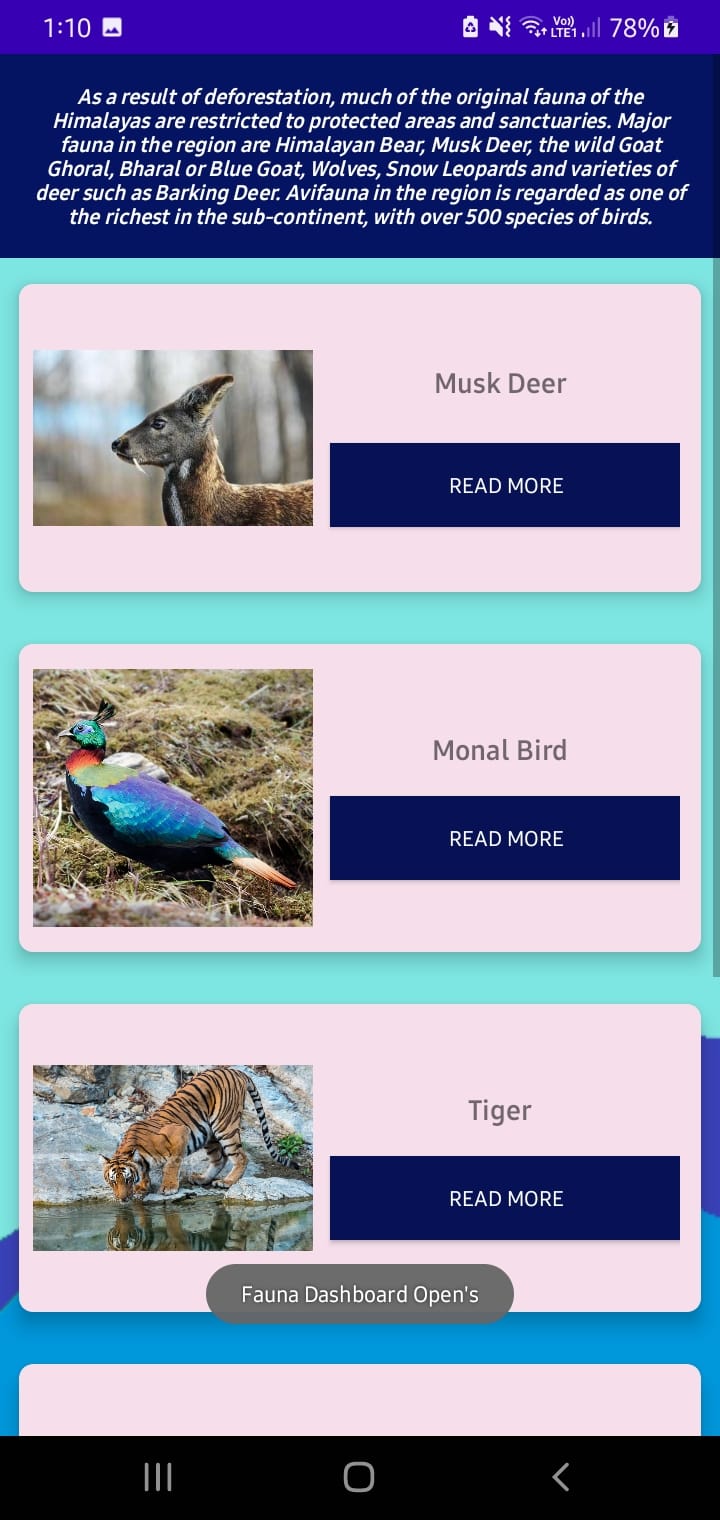 1:10
Vo))
LTE1
78%
As a result of deforestation, much of the original fauna of the
Himalayas are restricted to protected areas and sanctuaries. Major
fauna in the region are Himalayan Bear, Musk Deer, the wild Goat
Ghoral, Bharal or Blue Goat, Wolves, Snow Leopards and varieties of
deer such as Barking Deer. Avifauna in the region is regarded as one of
the richest in the sub-continent, with over 500 species of birds.
Musk Deer
READ MORE
Monal Bird
READ MORE
Tiger
READ MORE
Fauna Dashboard Open's